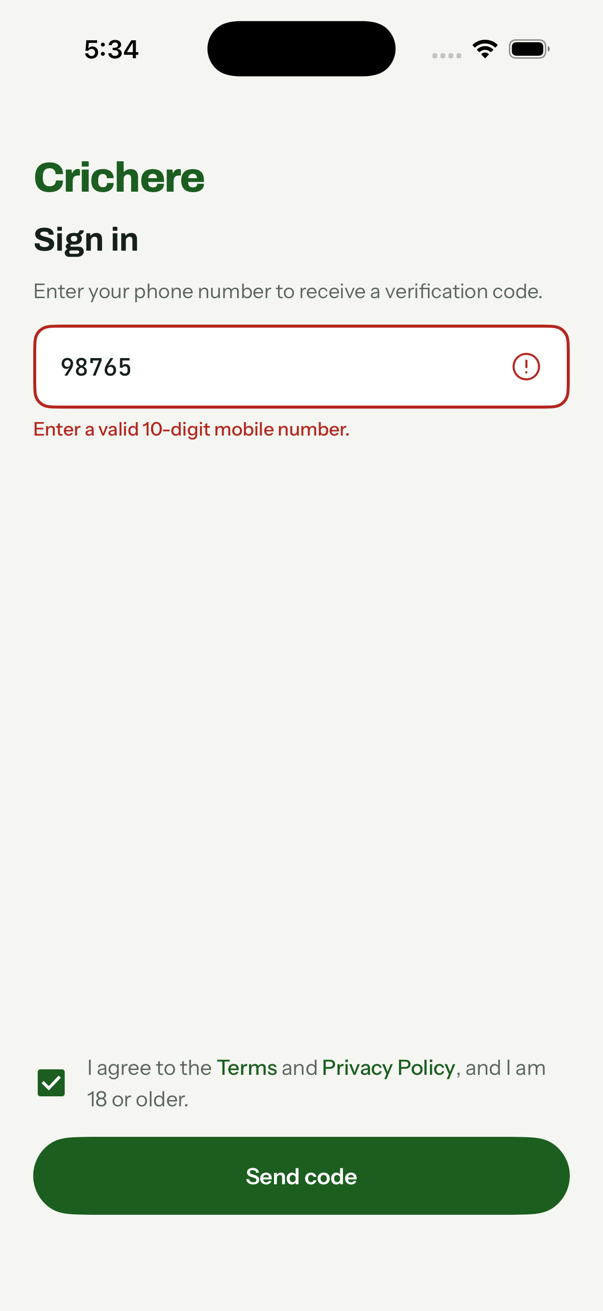 5:34
Crichere
Sign in
Enter your phone number to receive a verification code.
98765
Enter a valid 10-digit mobile number.
I agree to the Terms and Privacy Policy, and I am
18 or older.
Send code